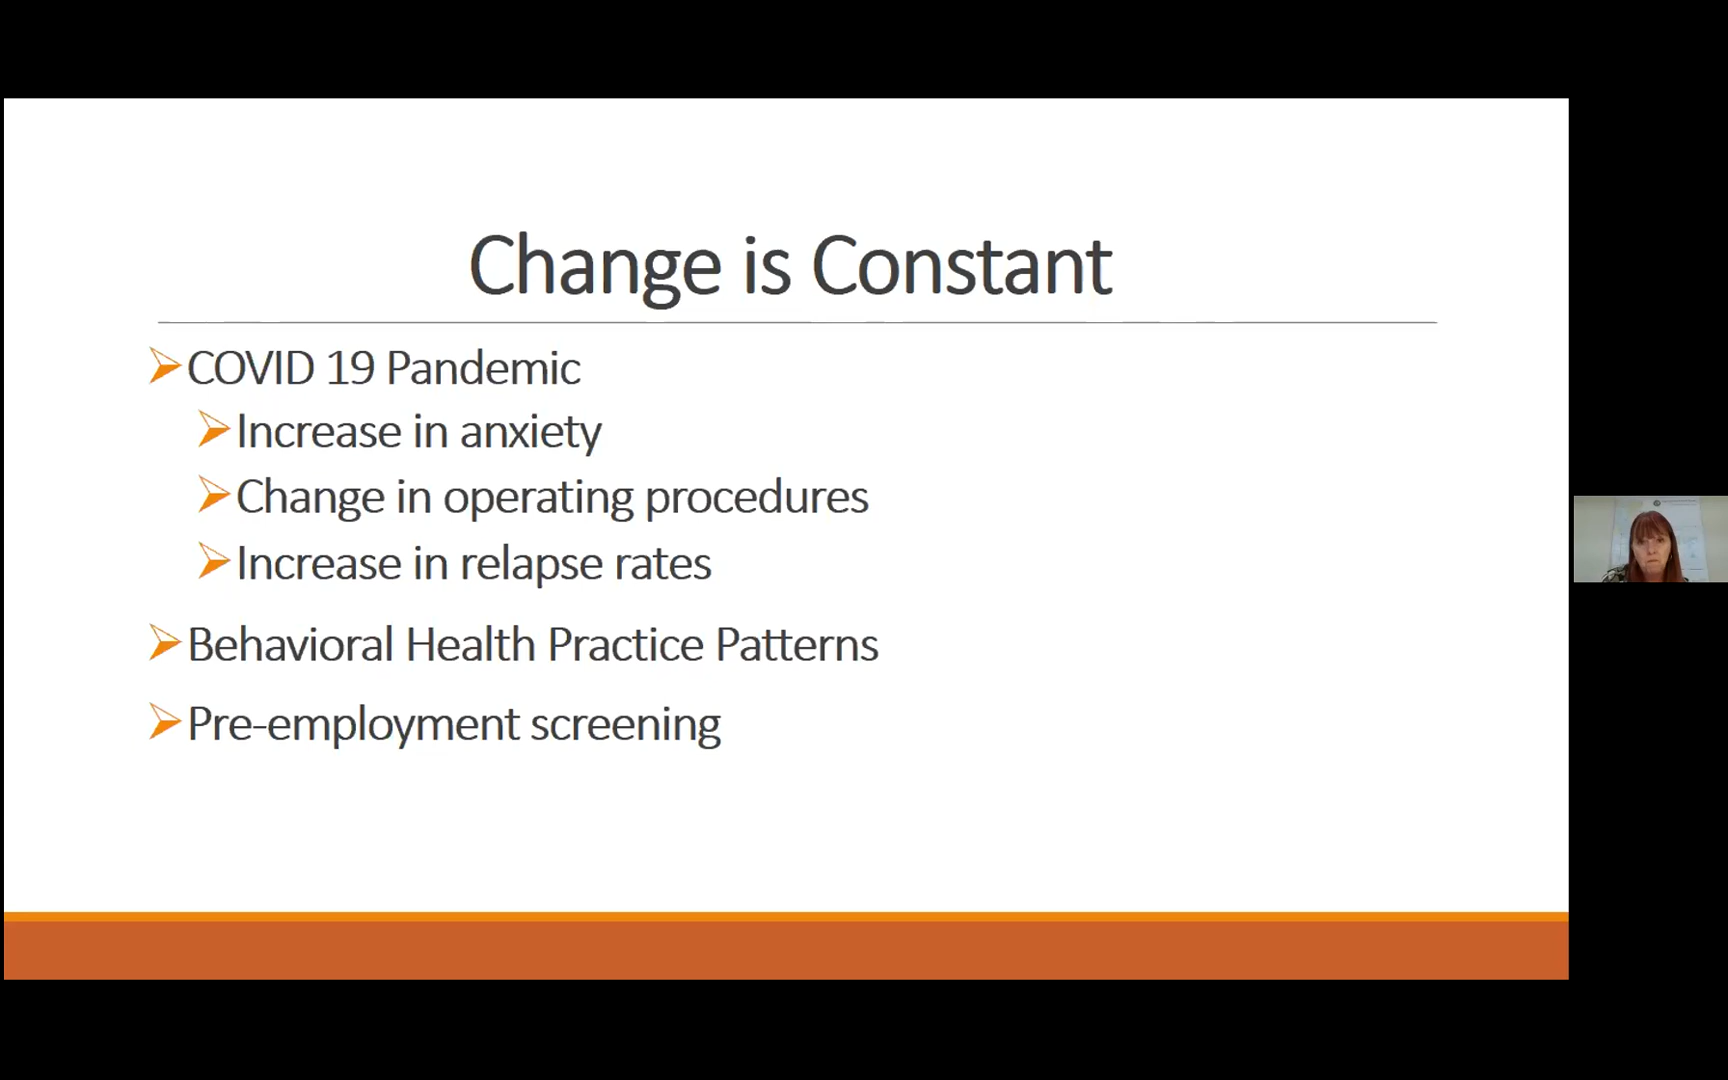 Change is Constant
COVID 19 Pandemic
Increase in anxiety
Change in operating procedures
Increase in relapse rates
Behavioral Health Practice Patterns
Pre-employment screening